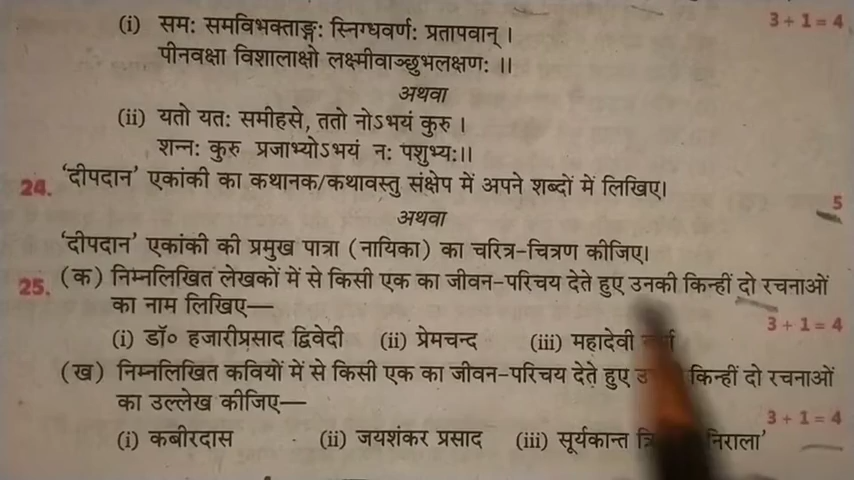 (i) समः समविभक्ताङ्गः स्निग्धवर्णः प्रतापवान् । 3 + 1 = 4
पीनवक्षा विशालाक्षो लक्ष्मीवाञ्छुभलक्षणः ।।
अथवा
(ii) यतो यतः समीहसे, ततो नोऽभयं कुरु ।
शन्नः कुरु प्रजाभ्योऽभयं नः पशुभ्यः।।
24. 'दीपदान' एकांकी का कथानक/कथावस्तु संक्षेप में अपने शब्दों में लिखिए। 5
अथवा
'दीपदान' एकांकी की प्रमुख पात्रा (नायिका) का चरित्र-चित्रण कीजिए।
25. (क) निम्नलिखित लेखकों में से किसी एक का जीवन-परिचय देते हुए उनकी किन्हीं दो रचनाओं
का नाम लिखिए— 3 + 1 = 4
(i) डॉ० हजारीप्रसाद द्विवेदी (ii) प्रेमचन्द (iii) महादेवी
(ख) निम्नलिखित कवियों में से किसी एक का जीवन-परिचय देते हुए किन्हीं दो रचनाओं
का उल्लेख कीजिए— 3 + 1 = 4
(i) कबीरदास (ii) जयशंकर प्रसाद (iii) सूर्यकान्त निराला'